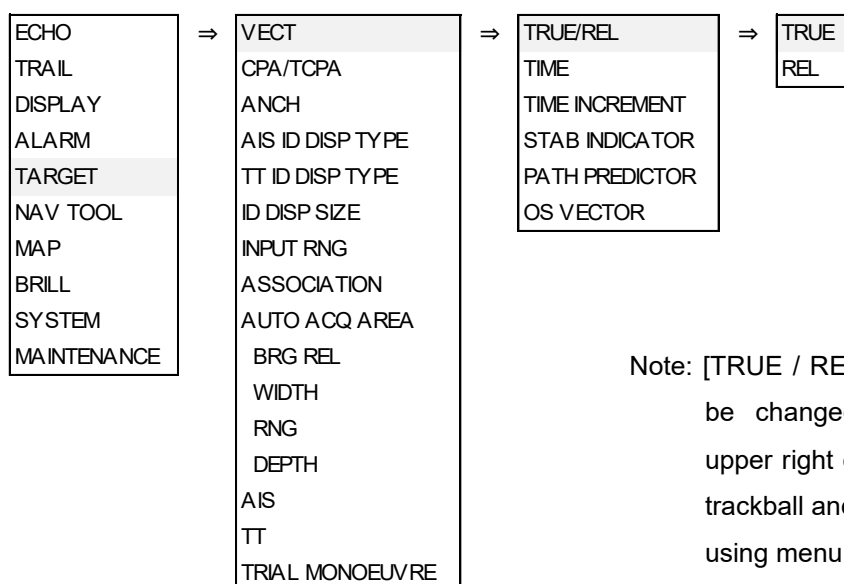 ECHO
TRAIL
DISPLAY
ALARM
TARGET
NAV TOOL
MAP
BRILL
SYSTEM
MAINTENANCE
⇒
VECT
CPA/TCPA
ANCH
AIS ID DISP TYPE
TT ID DISP TYPE
ID DISP SIZE
INPUT RNG
ASSOCIATION
AUTO ACQ AREA
BRG REL
WIDTH
RNG
DEPTH
AIS
TT
TRIAL MONOEUVRE
⇒
TRUE/REL
TIME
TIME INCREMENT
STAB INDICATOR
PATH PREDICTOR
OS VECTOR
⇒
TRUE
REL
Note: [TRUE / RE
be change
upper right
trackball an
using menu